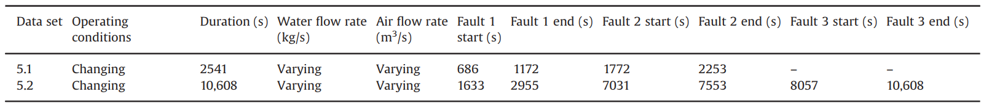 Data set Operating conditions Duration (s) Water flow rate (kg/s) Air flow rate (m³/s) Fault 1 start (s) Fault 1 end (s) Fault 2 start (s) Fault 2 end (s) Fault 3 start (s) Fault 3 end (s)
5.1 Changing 2541 Varying Varying 686 1172 1772 2253 – –
5.2 Changing 10,608 Varying Varying 1633 2955 7031 7553 8057 10,608